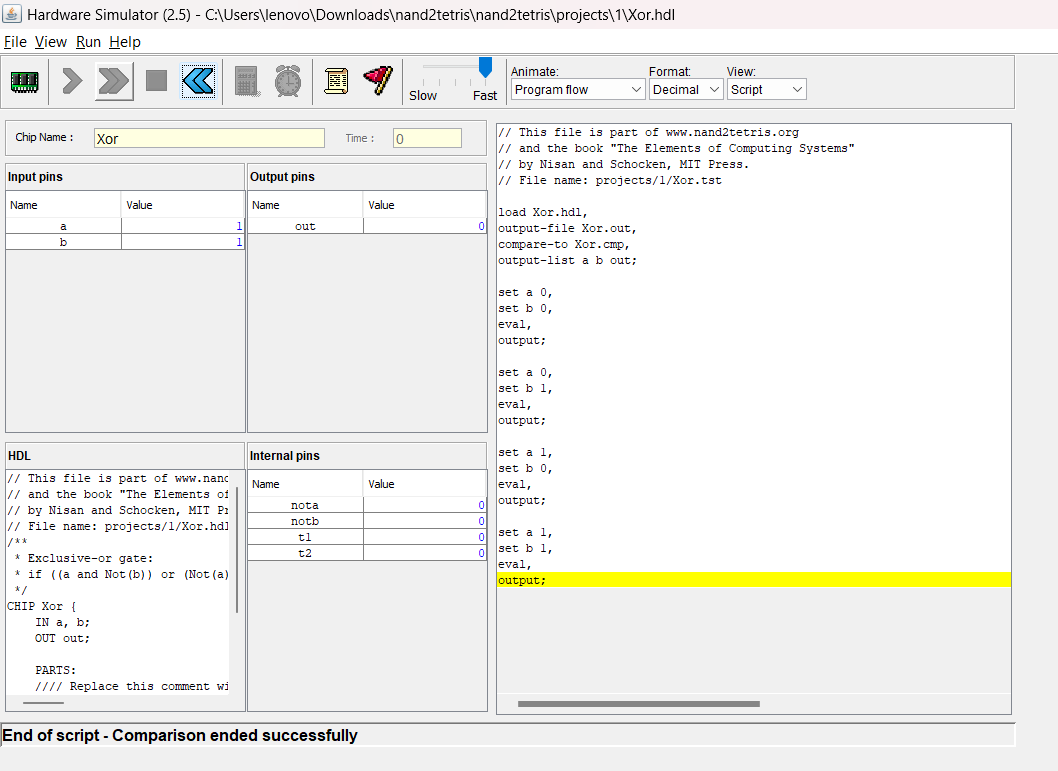 Hardware Simulator (2.5) - C:\Users\lenovo\Downloads\nand2tetris\nand2tetris\projects\1\Xor.hdl
File View Run Help
Slow Fast
Animate: Format: View:
Program flow Decimal Script
Chip Name : Xor Time : 0
Input pins
Name Value
a 1
b 1
Output pins
Name Value
out 0
HDL
// This file is part of www.nand
// and the book "The Elements of
// by Nisan and Schocken, MIT Pr
// File name: projects/1/Xor.hdl
/**
* Exclusive-or gate:
* if ((a and Not(b)) or (Not(a)
*/
CHIP Xor {
IN a, b;
OUT out;
PARTS:
//// Replace this comment wi
Internal pins
Name Value
nota 0
notb 0
t1 0
t2 0
// This file is part of www.nand2tetris.org
// and the book "The Elements of Computing Systems"
// by Nisan and Schocken, MIT Press.
// File name: projects/1/Xor.tst
load Xor.hdl,
output-file Xor.out,
compare-to Xor.cmp,
output-list a b out;
set a 0,
set b 0,
eval,
output;
set a 0,
set b 1,
eval,
output;
set a 1,
set b 0,
eval,
output;
set a 1,
set b 1,
eval,
output;
End of script - Comparison ended successfully